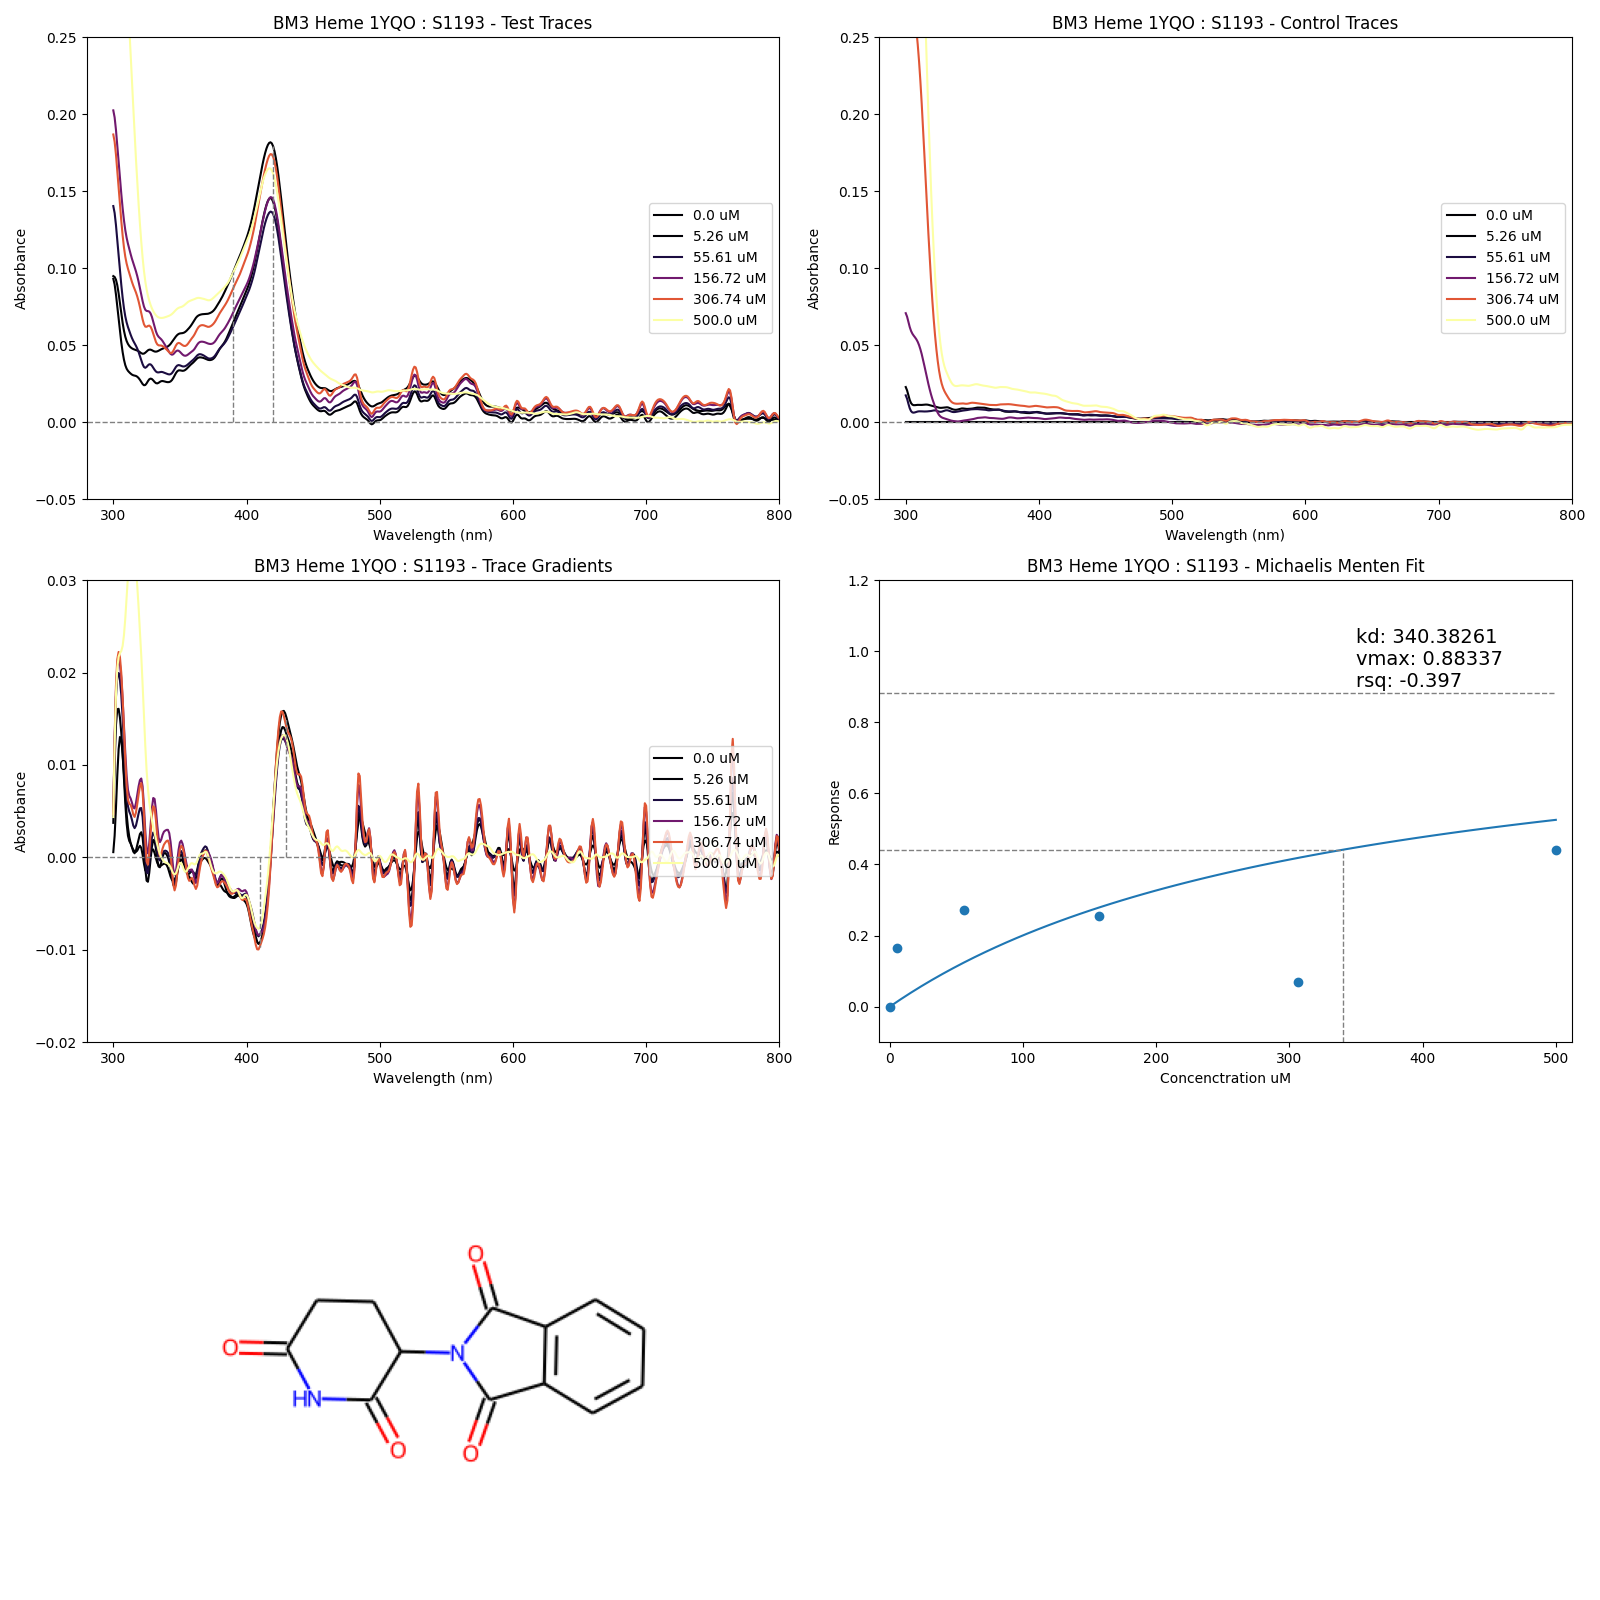 BM3 Heme 1YQO : S1193 - Test Traces
0.25
0.20
0.15
0.10
0.05
0.00
−0.05
Absorbance
0.0 uM
5.26 uM
55.61 uM
156.72 uM
306.74 uM
500.0 uM
300 400 500 600 700 800
Wavelength (nm)
BM3 Heme 1YQO : S1193 - Control Traces
0.25
0.20
0.15
0.10
0.05
0.00
−0.05
Absorbance
0.0 uM
5.26 uM
55.61 uM
156.72 uM
306.74 uM
500.0 uM
300 400 500 600 700 800
Wavelength (nm)
BM3 Heme 1YQO : S1193 - Trace Gradients
0.03
0.02
0.01
0.00
−0.01
−0.02
Absorbance
0.0 uM
5.26 uM
55.61 uM
156.72 uM
306.74 uM
500.0 uM
300 400 500 600 700 800
Wavelength (nm)
BM3 Heme 1YQO : S1193 - Michaelis Menten Fit
1.2
1.0
0.8
0.6
0.4
0.2
0.0
Response
kd: 340.38261
vmax: 0.88337
rsq: -0.397
0 100 200 300 400 500
Concenctration uM
O
O
N
HN
O
O